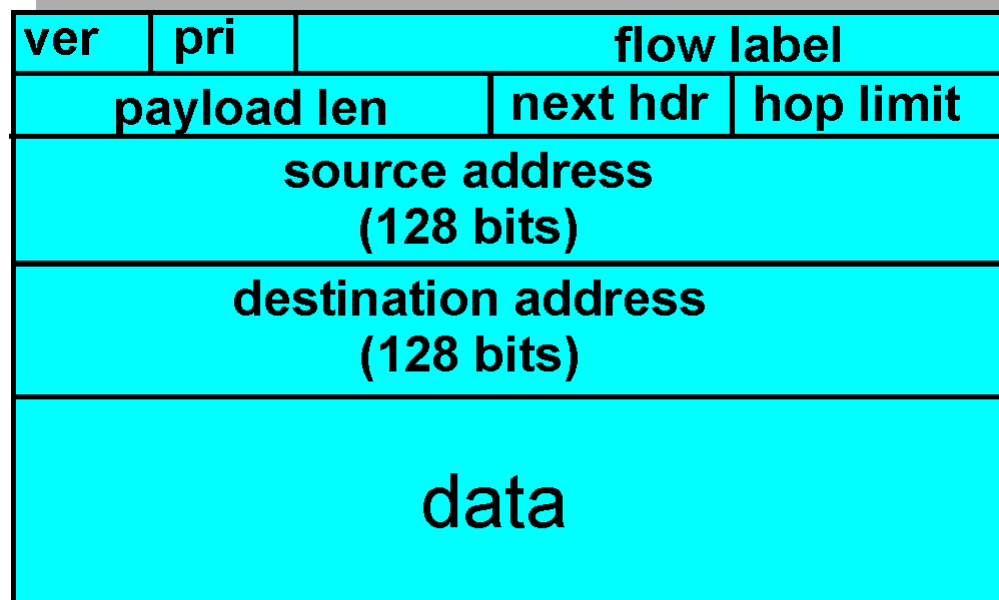 ver pri flow label
payload len next hdr hop limit
source address
(128 bits)
destination address
(128 bits)
data